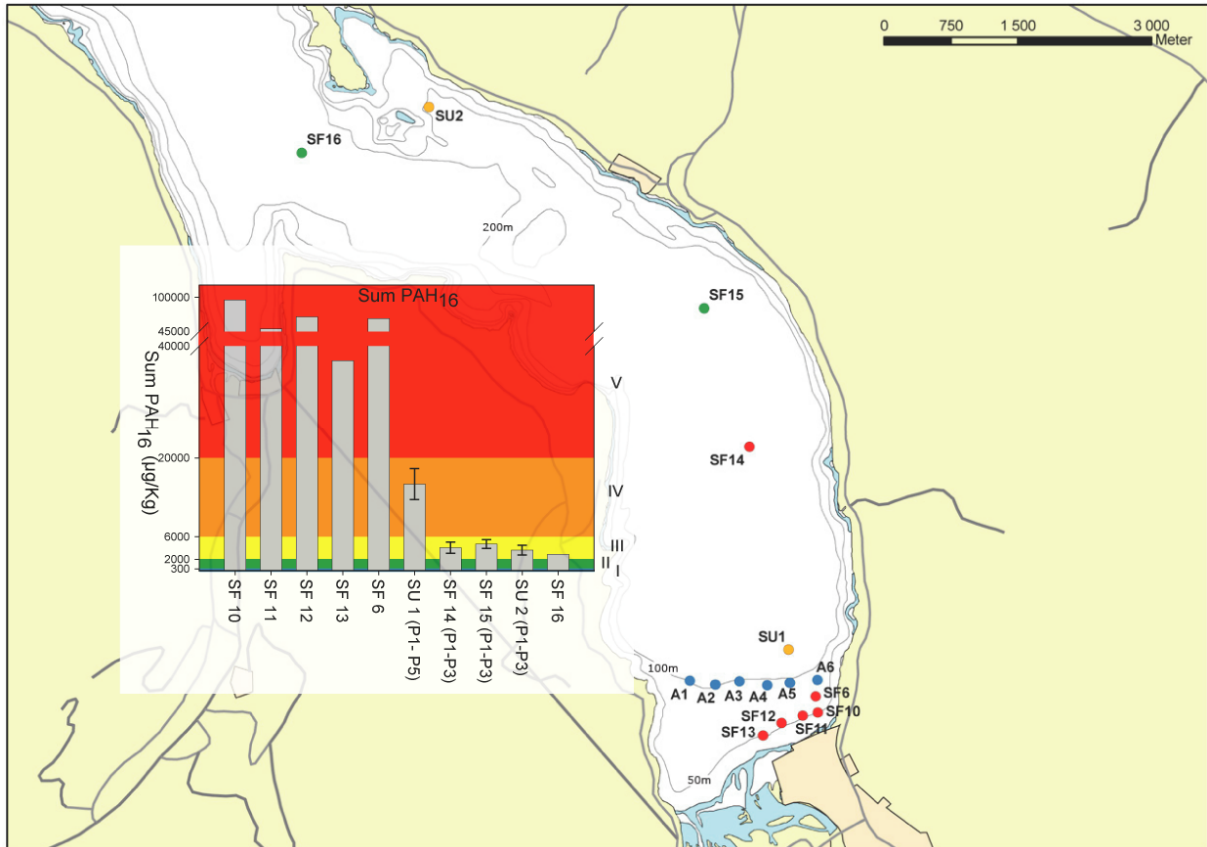 0 750 1 500 3 000
Meter
SU2
SF16
200m
SF15
Sum PAH16
100000
45000
40000
20000
6000
2000
300
Sum PAH16 (µg/Kg)
V
IV
III
II
I
SF 10
SF 11
SF 12
SF 13
SF 6
SU 1 (P1- P5)
SF 14 (P1-P3)
SF 15 (P1-P3)
SU 2 (P1-P3)
SF 16
SF14
SU1
100m
A1
A2
A3
A4
A5
A6
SF6
SF10
SF12
SF11
SF13
50m